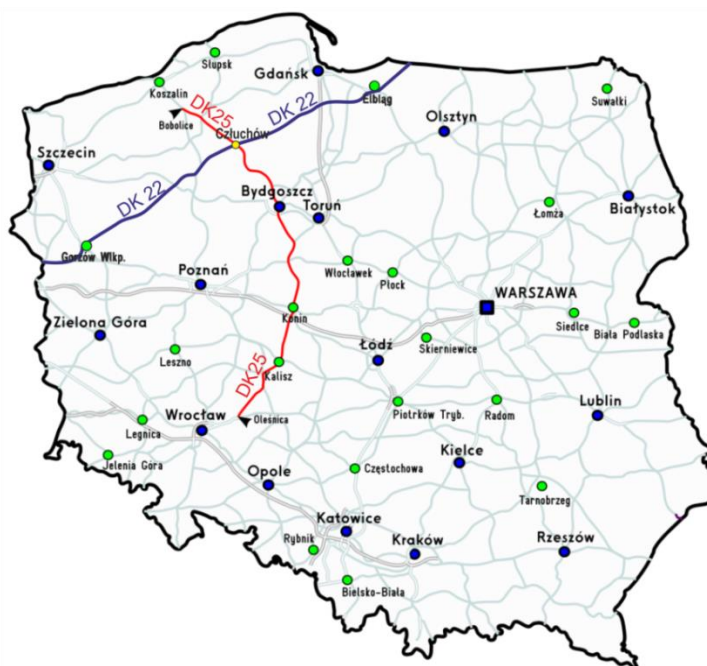 Słupsk
Gdańsk
Koszalin
Elbląg
Suwałki
DK25
DK 22
Bobolice
Człuchów
Olsztyn
Szczecin
DK 22
Bydgoszcz
Toruń
Łomża
Białystok
Gorzów Wlkp.
Włocławek
Płock
Poznań
WARSZAWA
Konin
Siedlce
Biała Podlaska
Zielona Góra
Leszno
Łódź
Skierniewice
Kalisz
DK25
Oleśnica
Piotrków Tryb.
Radom
Lublin
Legnica
Wrocław
Jelenia Góra
Opole
Częstochowa
Kielce
Tarnobrzeg
Katowice
Rybnik
Kraków
Rzeszów
Bielsko-Biała